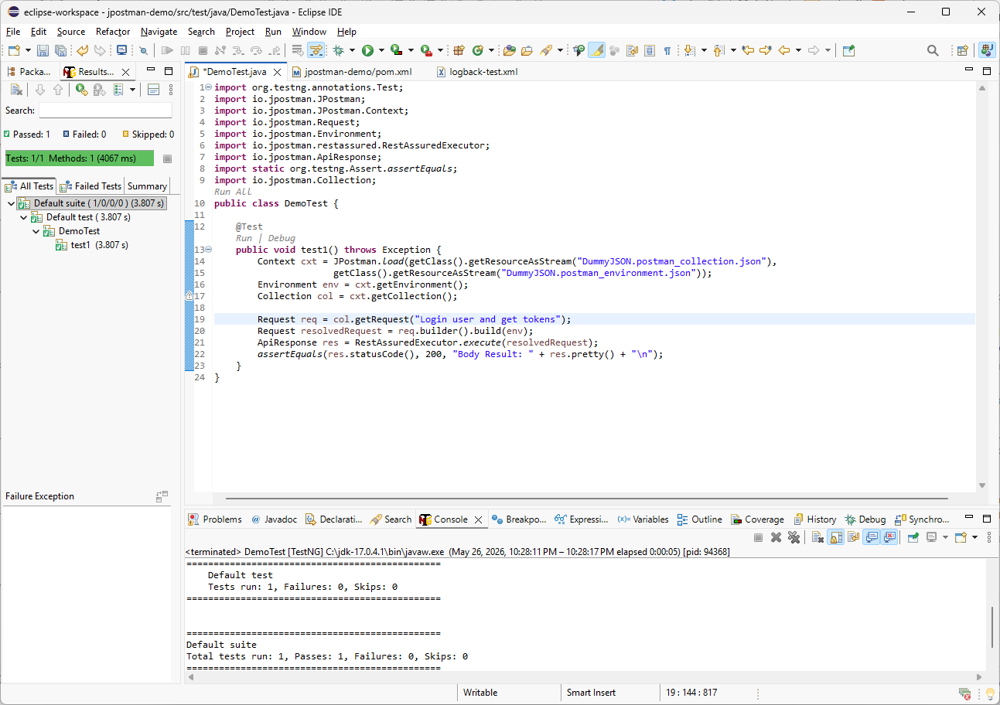 eclipse-workspace - jpostman-demo/src/test/java/DemoTest.java - Eclipse IDE
File Edit Source Refactor Navigate Search Project Run Window Help
Packa... Results...
*DemoTest.java jpostman-demo/pom.xml logback-test.xml
Search:
Passed: 1 Failed: 0 Skipped: 0
Tests: 1/1 Methods: 1 (4067 ms)
All Tests Failed Tests Summary
Default suite ( 1/0/0/0 ) (3.807 s)
Default test ( 3.807 s)
DemoTest
test1 (3.807 s)
Failure Exception
1 import org.testng.annotations.Test;
2 import io.jpostman.JPostman;
3 import io.jpostman.JPostman.Context;
4 import io.jpostman.Request;
5 import io.jpostman.Environment;
6 import io.jpostman.restassured.RestAssuredExecutor;
7 import io.jpostman.ApiResponse;
8 import static org.testng.Assert.assertEquals;
9 import io.jpostman.Collection;
Run All
10 public class DemoTest {
11
12 @Test
Run | Debug
13 public void test1() throws Exception {
14 Context cxt = JPostman.load(getClass().getResourceAsStream("DummyJSON.postman_collection.json"),
15 getClass().getResourceAsStream("DummyJSON.postman_environment.json"));
16 Environment env = cxt.getEnvironment();
17 Collection col = cxt.getCollection();
18
19 Request req = col.getRequest("Login user and get tokens");
20 Request resolvedRequest = req.builder().build(env);
21 ApiResponse res = RestAssuredExecutor.execute(resolvedRequest);
22 assertEquals(res.statusCode(), 200, "Body Result: " + res.pretty() + "\n");
23 }
24 }
Problems Javadoc Declarati... Search Console Breakpo... Expressi... Variables Outline Coverage History Debug Synchro...
<terminated> DemoTest [TestNG] C:\jdk-17.0.4.1\bin\javaw.exe (May 26, 2026, 10:28:11 PM – 10:28:17 PM elapsed 0:00:05) [pid: 94368]
===============================================
Default test
Tests run: 1, Failures: 0, Skips: 0
===============================================
===============================================
Default suite
Total tests run: 1, Passes: 1, Failures: 0, Skips: 0
===============================================
Writable Smart Insert 19 : 144 : 817